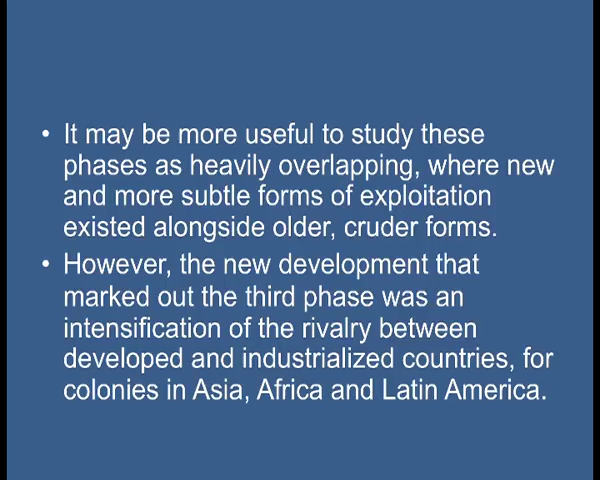 • It may be more useful to study these
phases as heavily overlapping, where new
and more subtle forms of exploitation
existed alongside older, cruder forms.
• However, the new development that
marked out the third phase was an
intensification of the rivalry between
developed and industrialized countries, for
colonies in Asia, Africa and Latin America.